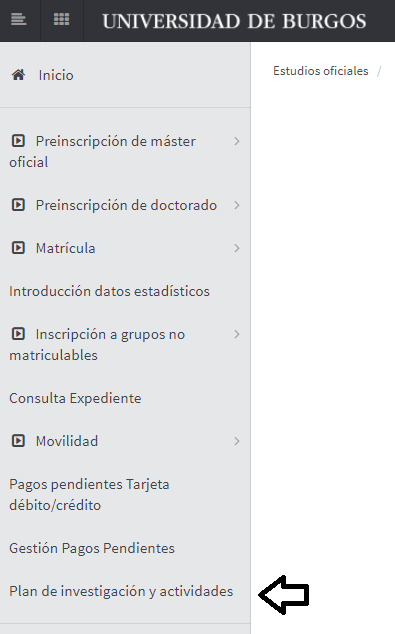 UNIVERSIDAD DE BURGOS
Inicio
Estudios oficiales /
Preinscripción de máster
oficial
Preinscripción de doctorado
Matrícula
Introducción datos estadísticos
Inscripción a grupos no
matriculables
Consulta Expediente
Movilidad
Pagos pendientes Tarjeta
débito/crédito
Gestión Pagos Pendientes
Plan de investigación y actividades